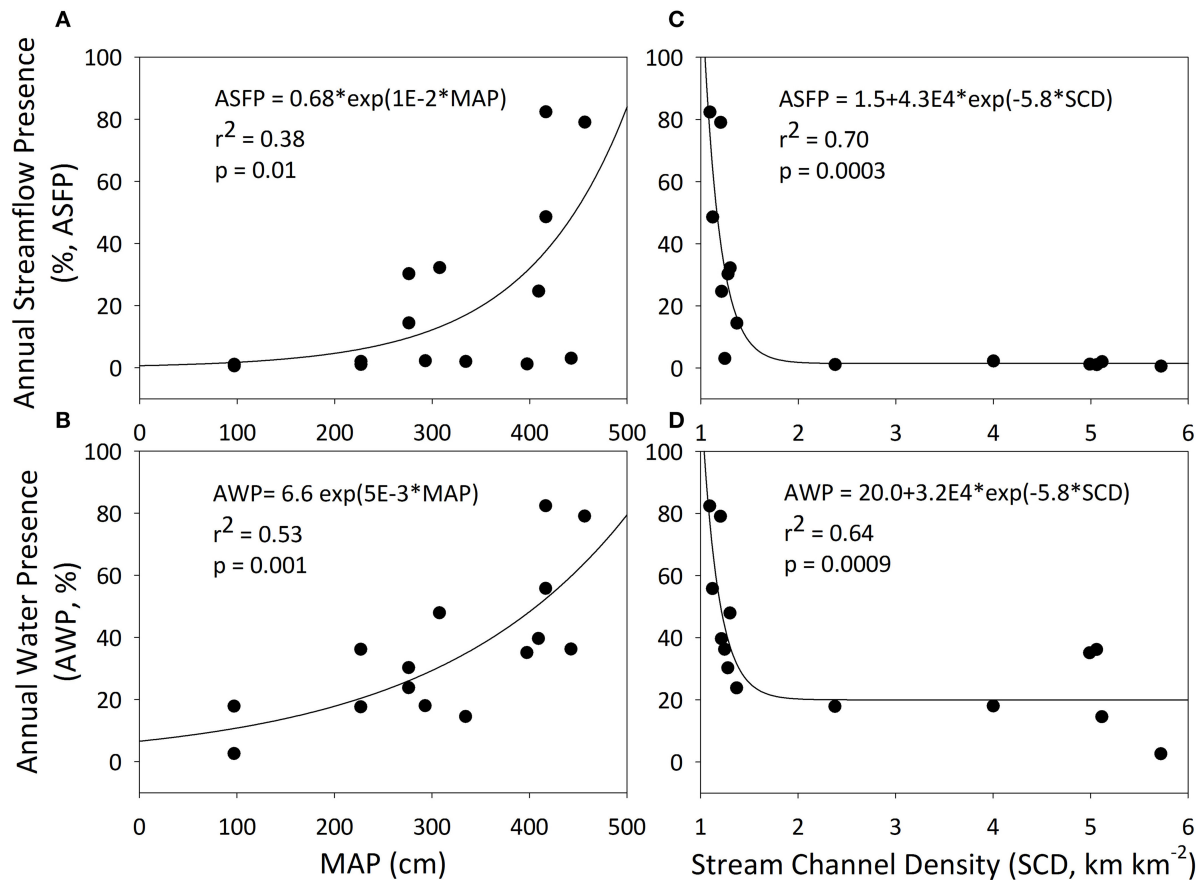 A
Annual Streamflow Presence
(%, ASFP)
100
80
60
40
20
0
ASFP = 0.68*exp(1E-2*MAP)
r2 = 0.38
p = 0.01
0 100 200 300 400 500
C
100
80
60
40
20
0
ASFP = 1.5+4.3E4*exp(-5.8*SCD)
r2 = 0.70
p = 0.0003
1 2 3 4 5 6
B
Annual Water Presence
(AWP, %)
100
80
60
40
20
0
AWP= 6.6 exp(5E-3*MAP)
r2 = 0.53
p = 0.001
0 100 200 300 400 500
MAP (cm)
D
100
80
60
40
20
0
AWP = 20.0+3.2E4*exp(-5.8*SCD)
r2 = 0.64
p = 0.0009
1 2 3 4 5 6
Stream Channel Density (SCD, km km-2)